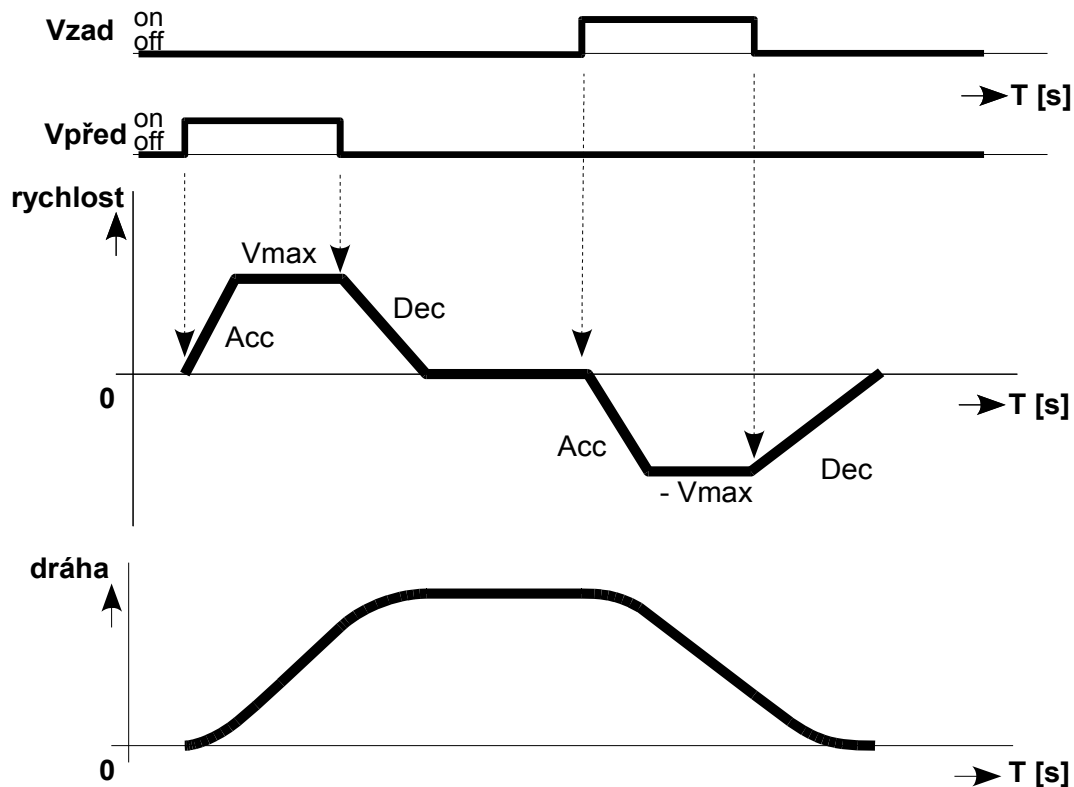 Vzad
on
off
T [s]
Vpřed
on
off
rychlost
Vmax
Acc
Dec
0
T [s]
Acc
- Vmax
Dec
dráha
0
T [s]